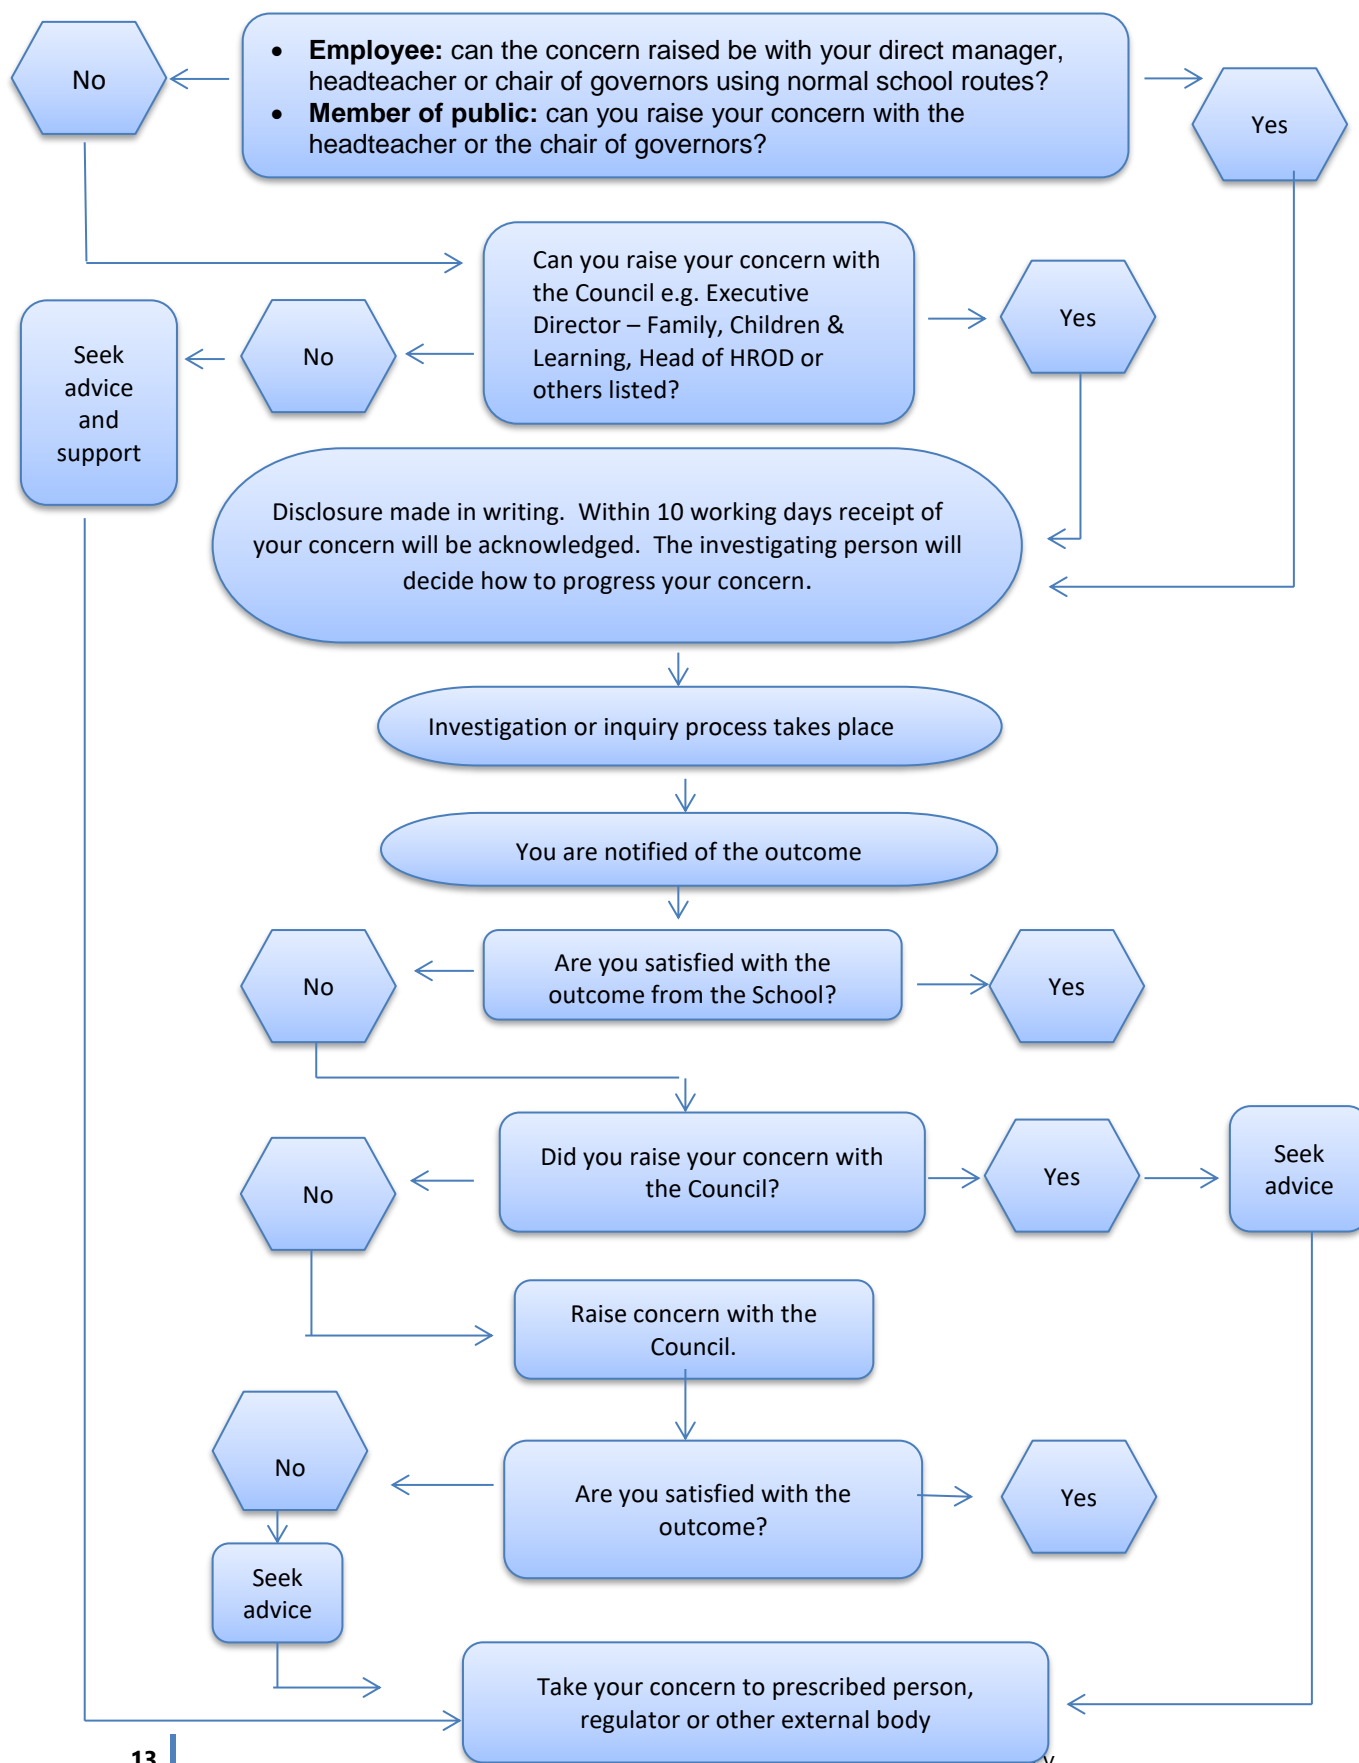 No
• Employee: can the concern raised be with your direct manager,
headteacher or chair of governors using normal school routes?
• Member of public: can you raise your concern with the
headteacher or the chair of governors?
Yes
Can you raise your concern with
the Council e.g. Executive
Director – Family, Children &
Learning, Head of HROD or
others listed?
Yes
No
Seek
advice
and
support
Disclosure made in writing. Within 10 working days receipt of
your concern will be acknowledged. The investigating person will
decide how to progress your concern.
Investigation or inquiry process takes place
You are notified of the outcome
Are you satisfied with the
outcome from the School?
No
Yes
Did you raise your concern with
the Council?
No
Yes
Seek
advice
Raise concern with the
Council.
No
Are you satisfied with the
outcome?
Yes
Seek
advice
Take your concern to prescribed person,
regulator or other external body
13